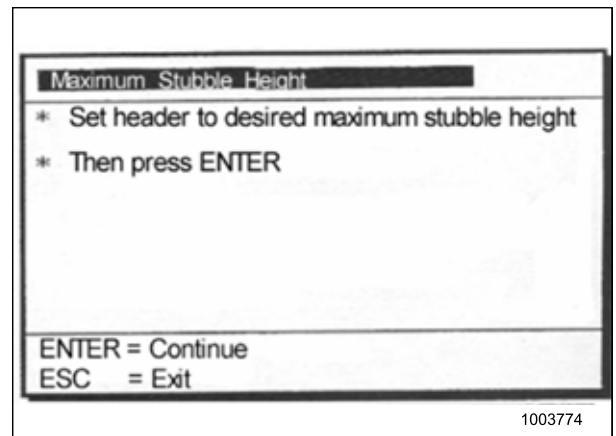 Maximum Stubble Height
* Set header to desired maximum stubble height
* Then press ENTER
ENTER = Continue
ESC = Exit
1003774